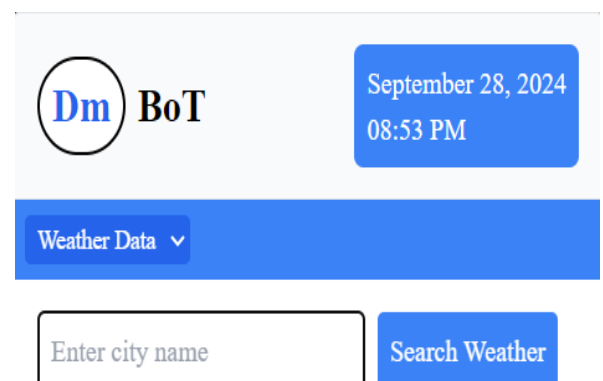 Dm BoT
September 28, 2024
08:53 PM
Weather Data
Enter city name
Search Weather